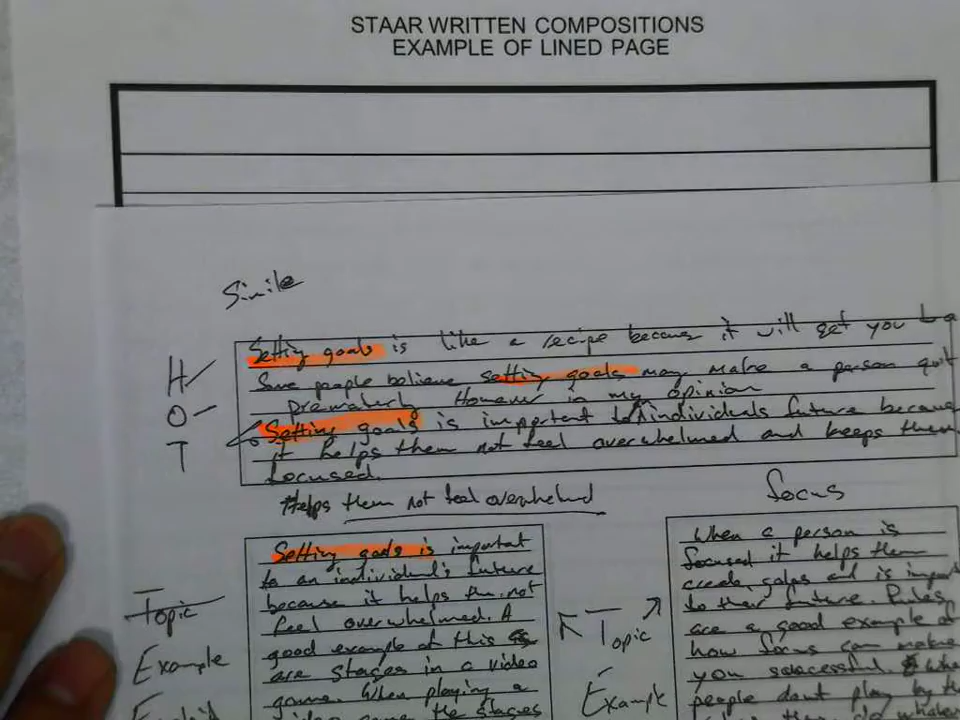 STAAR WRITTEN COMPOSITIONS
EXAMPLE OF LINED PAGE
Simile
H
O
T
Setting goals is like a recipe because it will get you
Some people believe setting goals may make a person quit
prematurely However in my opinion
Setting goals is important to individuals future because
it helps them not feel overwhelmed and keeps them
focused.
Helps them not feel overwhelmed
Focus
Setting goals is important
to an individual's future
because it helps them not
feel overwhelmed. A
good example of this
are stages in a video
game. When playing a
video game the stages
Topic
Example
When a person is
focused it helps them
create goals and is
to their future. Rules
are a good example of
how focus can make
you successful. When
people dont play by the
Topic
Example